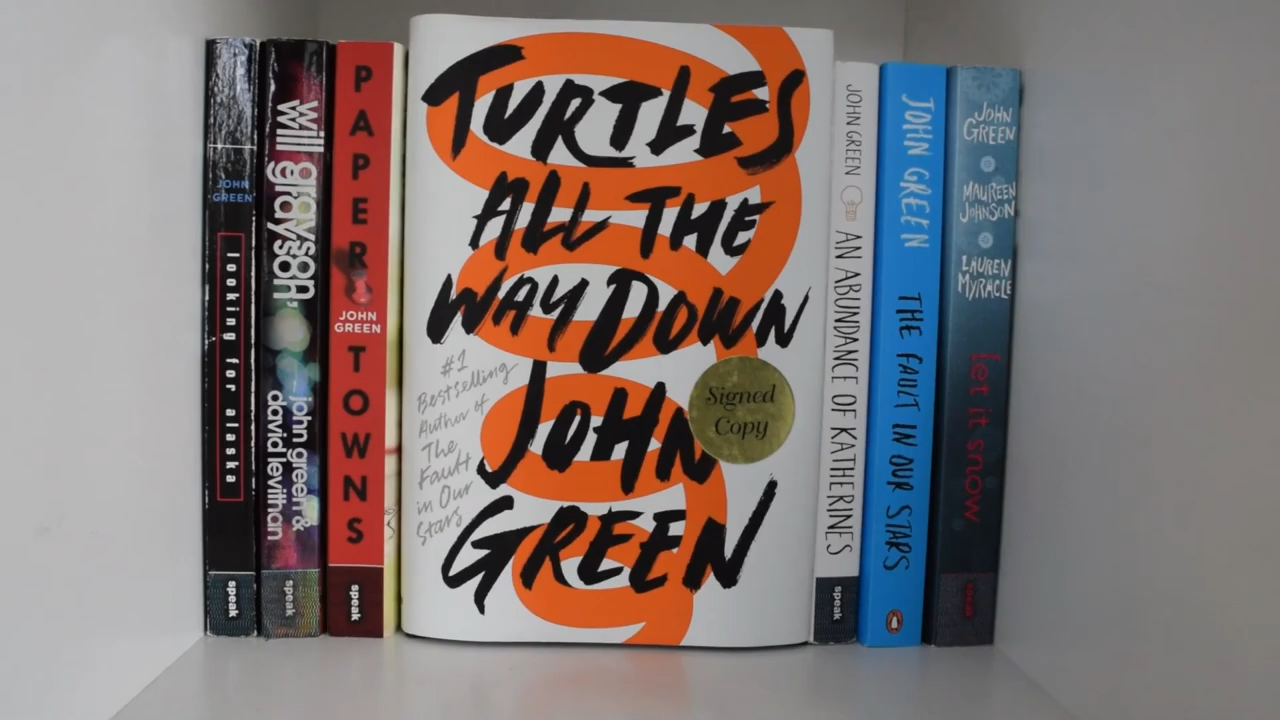 JOHN
GREEN
looking for alaska
speak
will grayson,
will grayson
john green &
david levithan
speak
PAPER
JOHN
GREEN
TOWNS
speak
TURTLES
ALL THE
WAY DOWN
#1
Bestselling
Author of
The
Fault
in Our
Stars
JOHN
GREEN
Signed
Copy
JOHN GREEN
AN ABUNDANCE OF KATHERINES
speak
JOHN GREEN
THE FAULT IN OUR STARS
JOHN
GREEN
MAUREEN
JOHNSON
LAUREN
MYRACLE
let it snow
speak